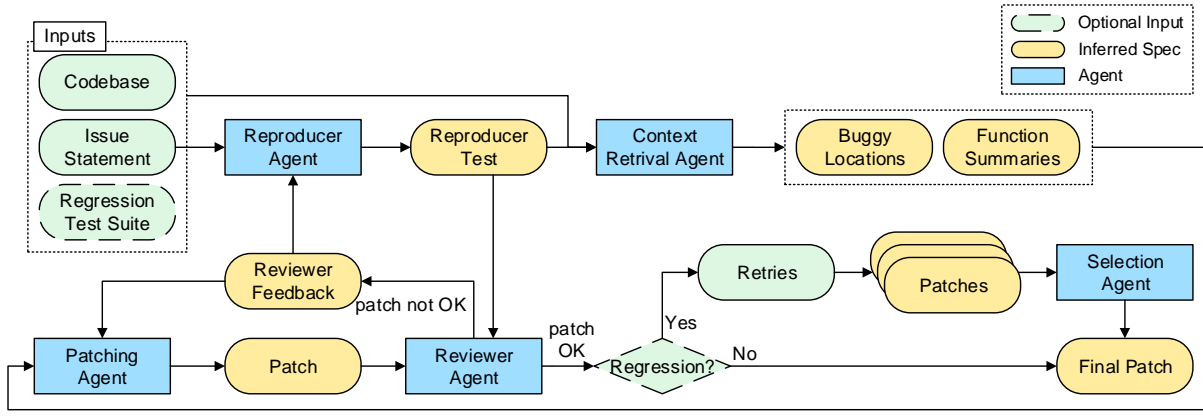 Inputs
Codebase
Issue
Statement
Regression
Test Suite
Reproducer
Agent
Reproducer
Test
Context
Retrival Agent
Buggy
Locations
Function
Summaries
Optional Input
Inferred Spec
Agent
Reviewer
Feedback
patch not OK
Patching
Agent
Patch
Reviewer
Agent
patch
OK
Regression?
Yes
No
Retries
Patches
Selection
Agent
Final Patch